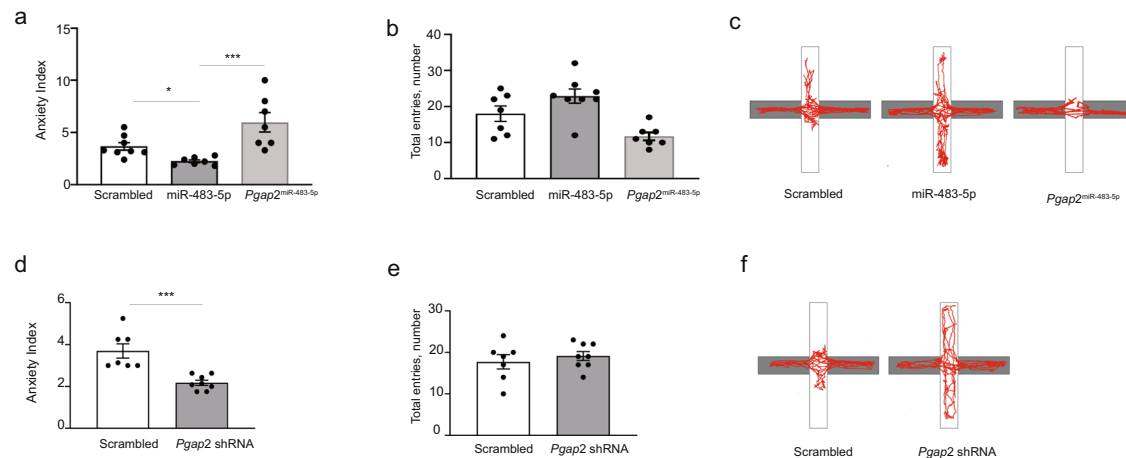 a
Anxiety Index
15
10
5
0
*
***
Scrambled
miR-483-5p
Pgap2miR-483-5p
b
Total entries, number
40
30
20
10
0
Scrambled
miR-483-5p
Pgap2miR-483-5p
c
Scrambled
miR-483-5p
Pgap2miR-483-5p
d
Anxiety Index
6
4
2
0
***
Scrambled
Pgap2 shRNA
e
Total entries, number
30
20
10
0
Scrambled
Pgap2 shRNA
f
Scrambled
Pgap2 shRNA